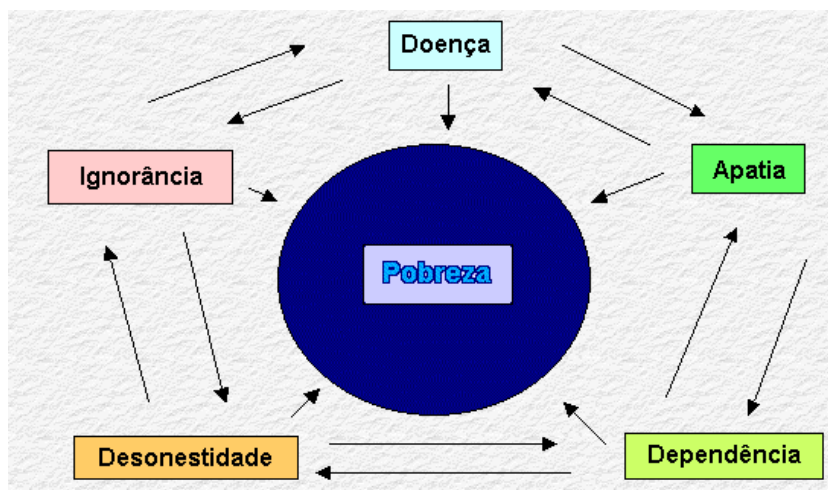 Doença
Ignorância
Apatia
Pobreza
Desonestidade
Dependência